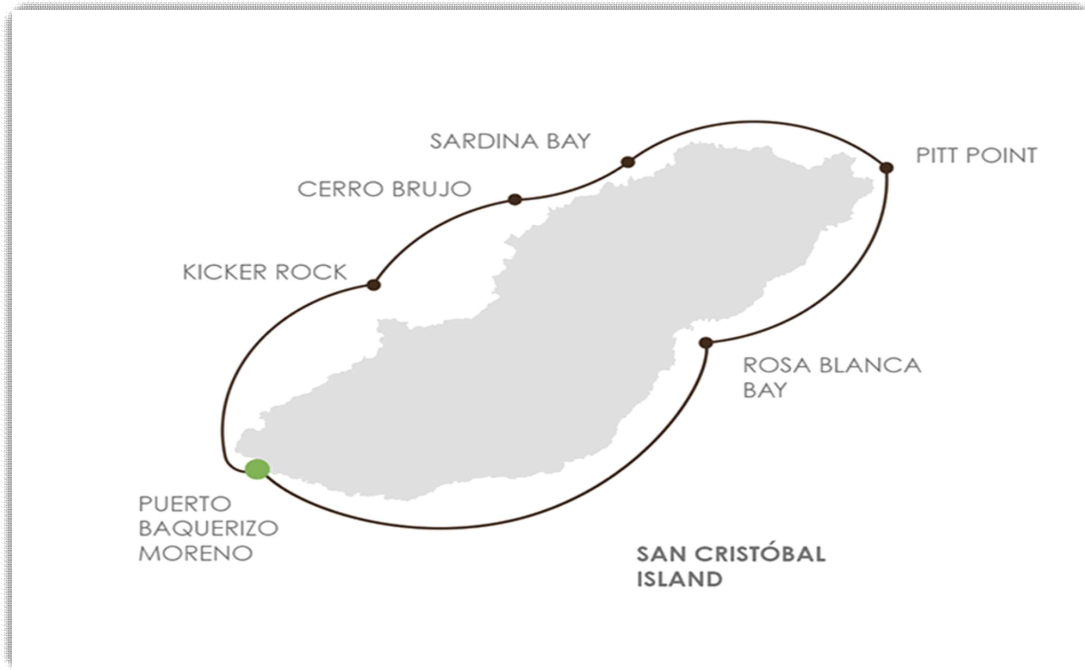 SARDINA BAY
PITT POINT
CERRO BRUJO
KICKER ROCK
ROSA BLANCA
BAY
PUERTO
BAQUERIZO
MORENO
SAN CRISTÓBAL
ISLAND